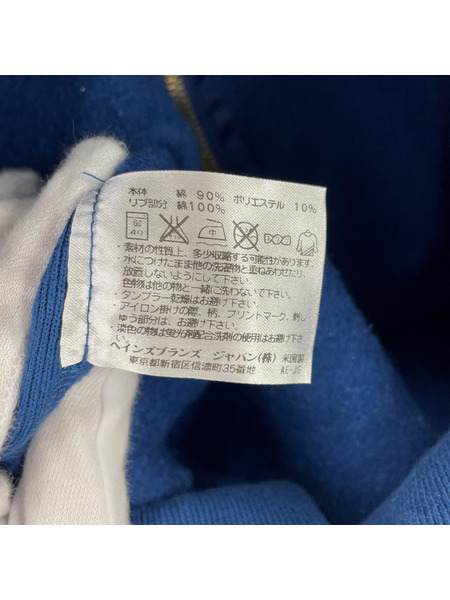 本体 綿 90% ポリエステル 10%
リブ部分 綿100%
弱
40
中
・素材の性質上、多少収縮する可能性があります。
・水につけたまま他の洗濯物と重ねあわせたり、
放置しないようにして下さい。
・色物は他の物と一緒に洗わないで下さい。
・タンブラー乾燥はお避け下さい。
・アイロン掛けの際、柄、プリントマーク、刺し
ゅう部分は、お避け下さい。
・淡色の物は蛍光剤配合洗剤の使用はお避け下さい。
ヘインズブランズ ジャパン(株) 米国製
東京都新宿区信濃町35番地 AE-JG